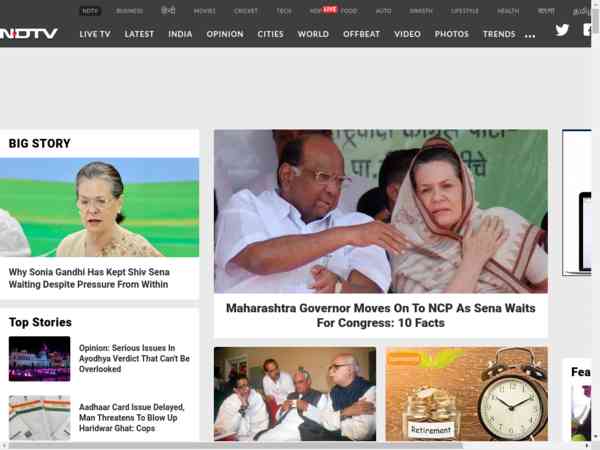 NDTV BUSINESS हिन्दी MOVIES CRICKET TECH HOP LIVE FOOD AUTO SWASTH LIFESTYLE HEALTH বাংলা தமிழ்
NDTV LIVE TV LATEST INDIA OPINION CITIES WORLD OFFBEAT VIDEO PHOTOS TRENDS ...
BIG STORY
Why Sonia Gandhi Has Kept Shiv Sena
Waiting Despite Pressure From Within
Maharashtra Governor Moves On To NCP As Sena Waits
For Congress: 10 Facts
Top Stories
Opinion: Serious Issues In
Ayodhya Verdict That Can't Be
Overlooked
Aadhaar Card Issue Delayed,
Man Threatens To Blow Up
Haridwar Ghat: Cops
Retirement
Fea